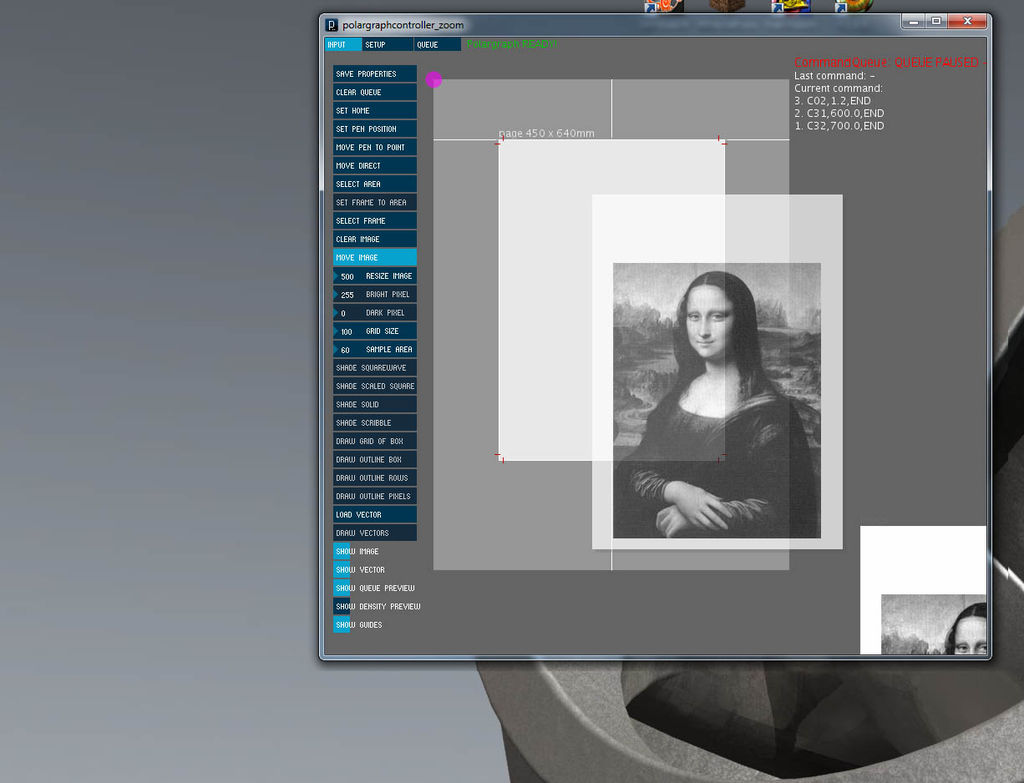 polargraphcontroller_zoom
INPUT SETUP QUEUE Polargraph READY!
CommandQueue: QUEUE PAUSED -
Last command: -
Current command:
3. C02,1.2,END
2. C31,600.0,END
1. C32,700.0,END
SAVE PROPERTIES
CLEAR QUEUE
SET HOME
SET PEN POSITION
MOVE PEN TO POINT
MOVE DIRECT
SELECT AREA
SET FRAME TO AREA
SELECT FRAME
CLEAR IMAGE
MOVE IMAGE
500 RESIZE IMAGE
255 BRIGHT PIXEL
0 DARK PIXEL
100 GRID SIZE
60 SAMPLE AREA
SHADE SQUAREWAVE
SHADE SCALED SQUARE
SHADE SOLID
SHADE SCRIBBLE
DRAW GRID OF BOX
DRAW OUTLINE BOX
DRAW OUTLINE ROWS
DRAW OUTLINE PIXELS
LOAD VECTOR
DRAW VECTORS
SHOW IMAGE
SHOW VECTOR
SHOW QUEUE PREVIEW
SHOW DENSITY PREVIEW
SHOW GUIDES
page 450 x 640mm